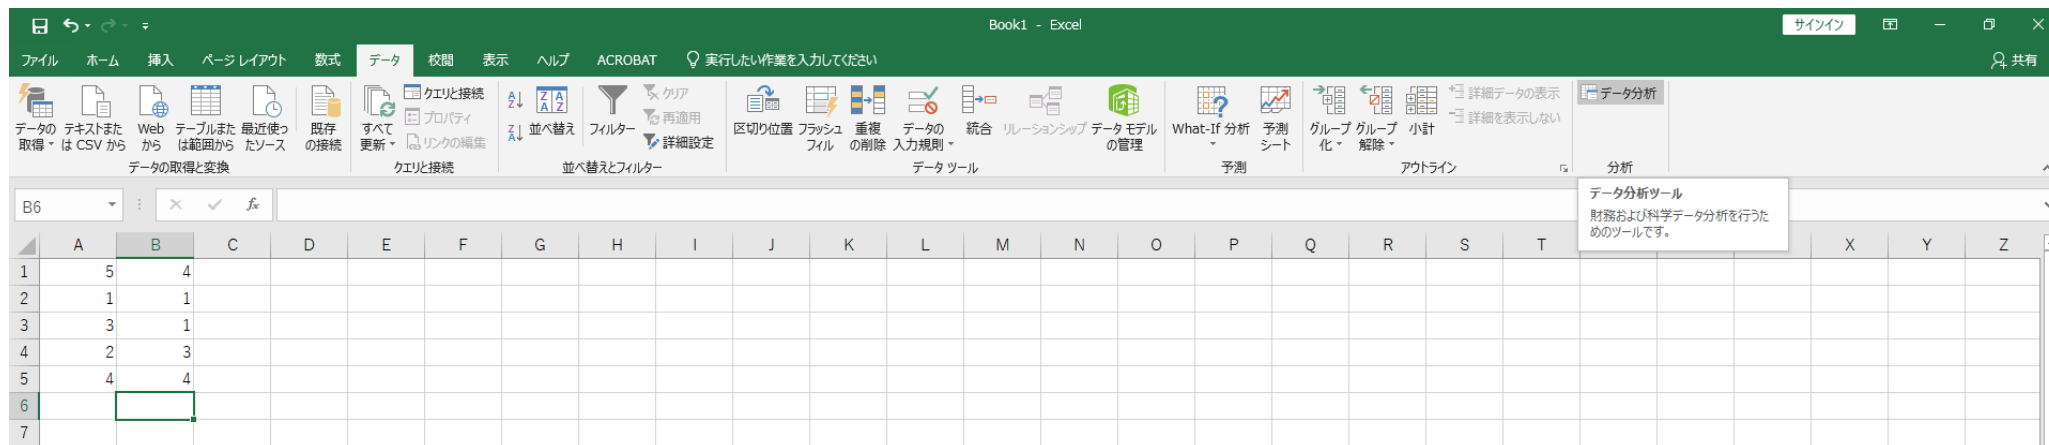 Book1 - Excel
サインイン
ファイル ホーム 挿入 ページ レイアウト 数式 データ 校閲 表示 ヘルプ ACROBAT 実行したい作業を入力してください 共有
データの取得
テキストまたは CSV から
Web から
テーブルまたは範囲から
最近使ったソース
既存の接続
データの取得と変換
すべて更新
クエリと接続
プロパティ
リンクの編集
クエリと接続
並べ替え
フィルター
クリア
再適用
詳細設定
並べ替えとフィルター
区切り位置
フラッシュ フィル
重複の削除
データの入力規則
統合
リレーションシップ
データ モデルの管理
データ ツール
What-If 分析
予測シート
予測
グループ化
グループ解除
小計
詳細データの表示
詳細を表示しない
アウトライン
データ分析
分析
データ分析ツール
財務および科学データ分析を行うた
めのツールです。
B6 fx
A B C D E F G H I J K L M N O P Q R S T X Y Z
1 5 4
2 1 1
3 3 1
4 2 3
5 4 4
6
7